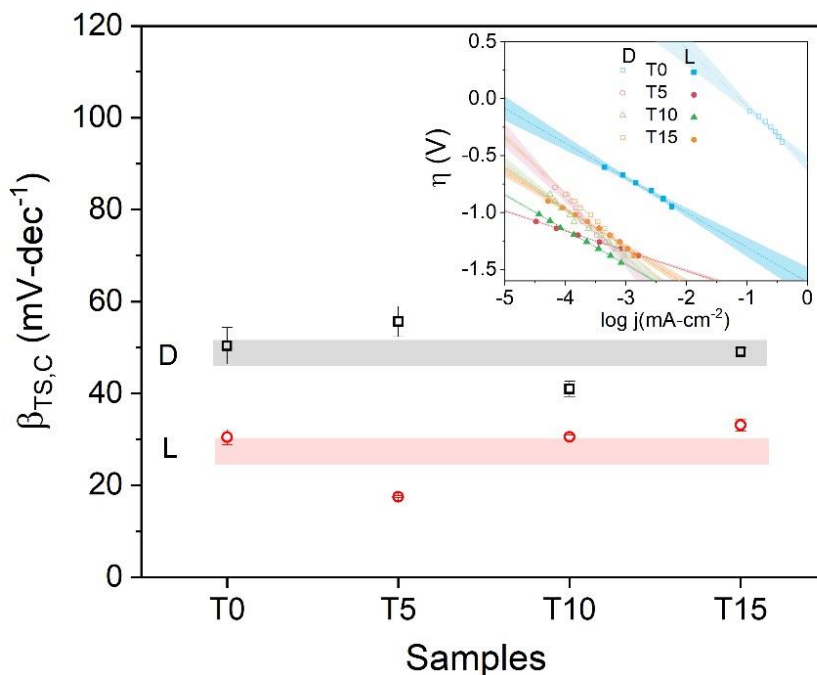 120
100
80
60
40
20
0
β_TS,C (mV-dec⁻¹)
D
L
T0 T5 T10 T15
Samples
0.5
0.0
-0.5
-1.0
-1.5
η (V)
D L
T0
T5
T10
T15
-5 -4 -3 -2 -1 0
log j(mA-cm⁻²)